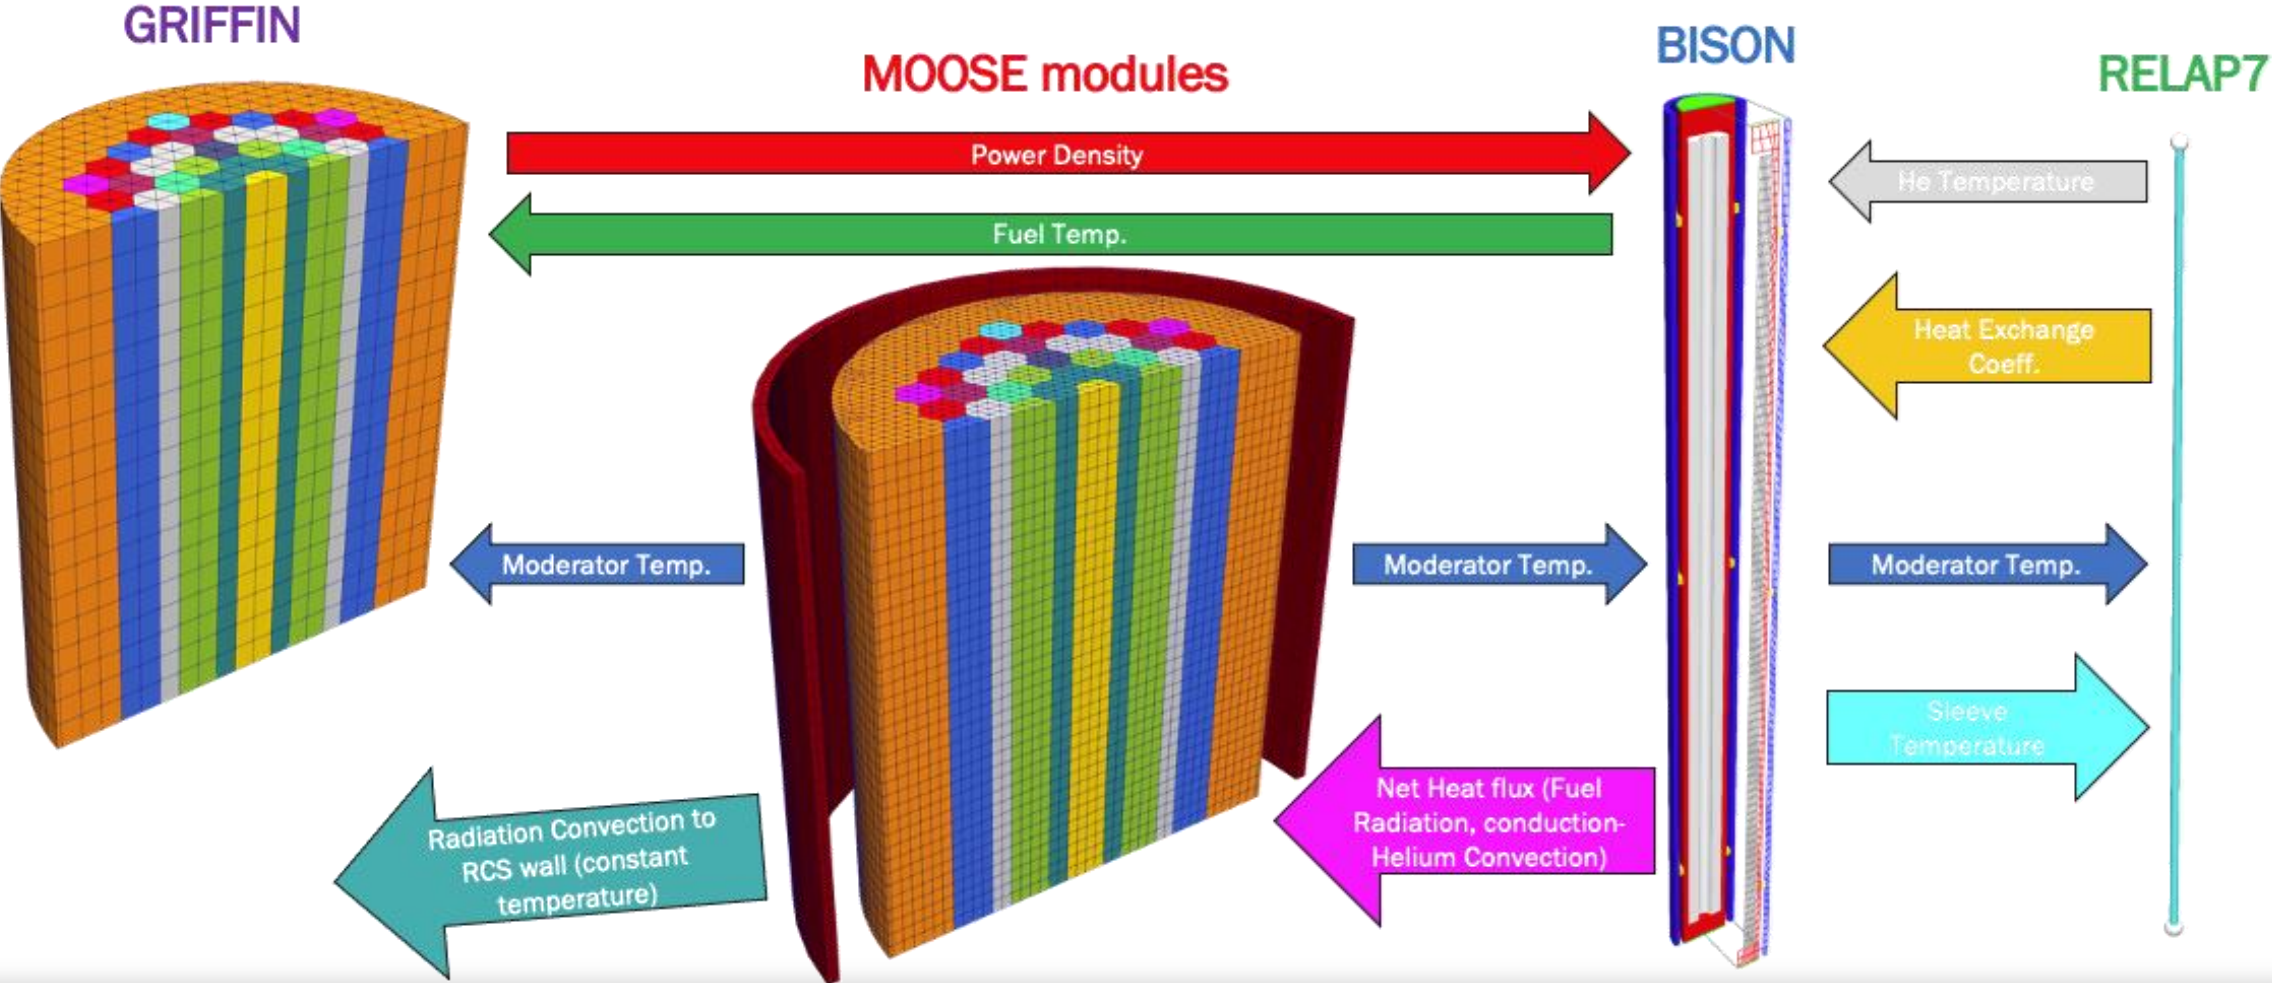 GRIFFIN
MOOSE modules
BISON
RELAP7
Power Density
He Temperature
Fuel Temp.
Heat Exchange
Coeff.
Moderator Temp.
Moderator Temp.
Moderator Temp.
Sleeve
Temperature
Net Heat flux (Fuel
Radiation, conduction-
Helium Convection)
Radiation Convection to
RCS wall (constant
temperature)